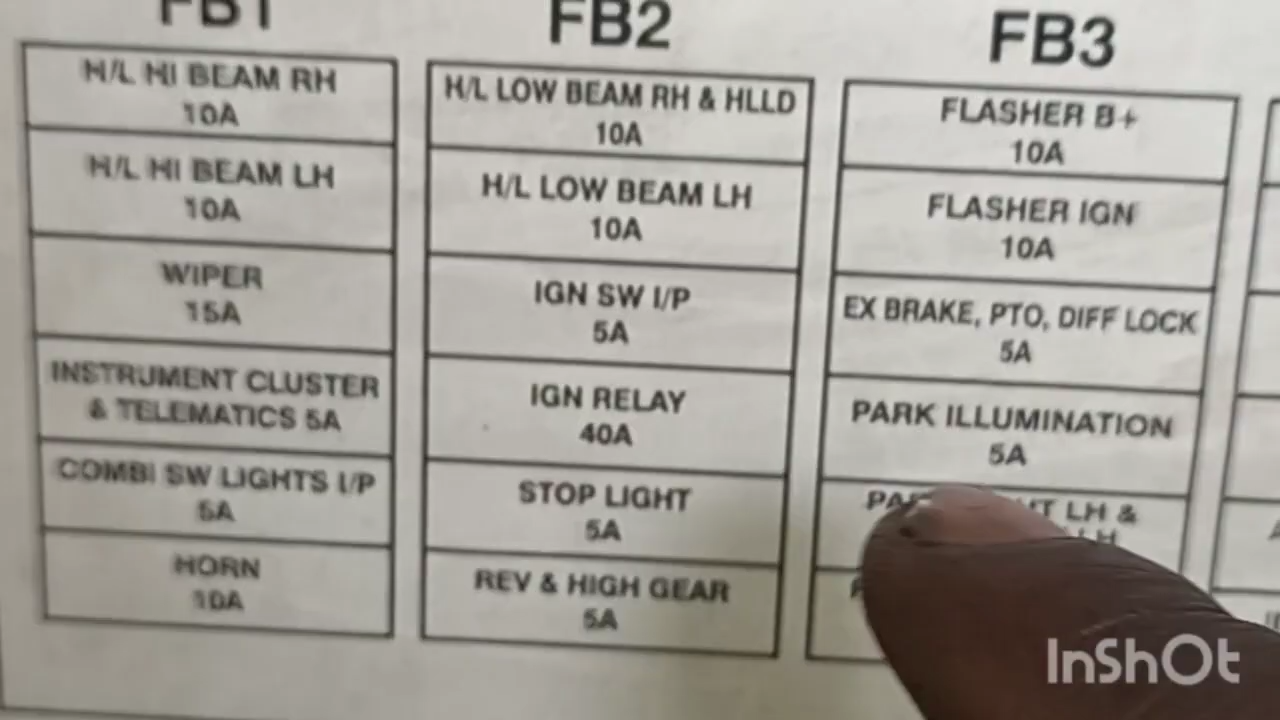 FB1
H/L HI BEAM RH
10A
H/L HI BEAM LH
10A
WIPER
15A
INSTRUMENT CLUSTER
& TELEMATICS 5A
COMBI SW LIGHTS I/P
5A
HORN
10A
FB2
H/L LOW BEAM RH & HLLD
10A
H/L LOW BEAM LH
10A
IGN SW I/P
5A
IGN RELAY
40A
STOP LIGHT
5A
REV & HIGH GEAR
5A
FB3
FLASHER B+
10A
FLASHER IGN
10A
EX BRAKE, PTO, DIFF LOCK
5A
PARK ILLUMINATION
5A
LH &
LH
InShOt